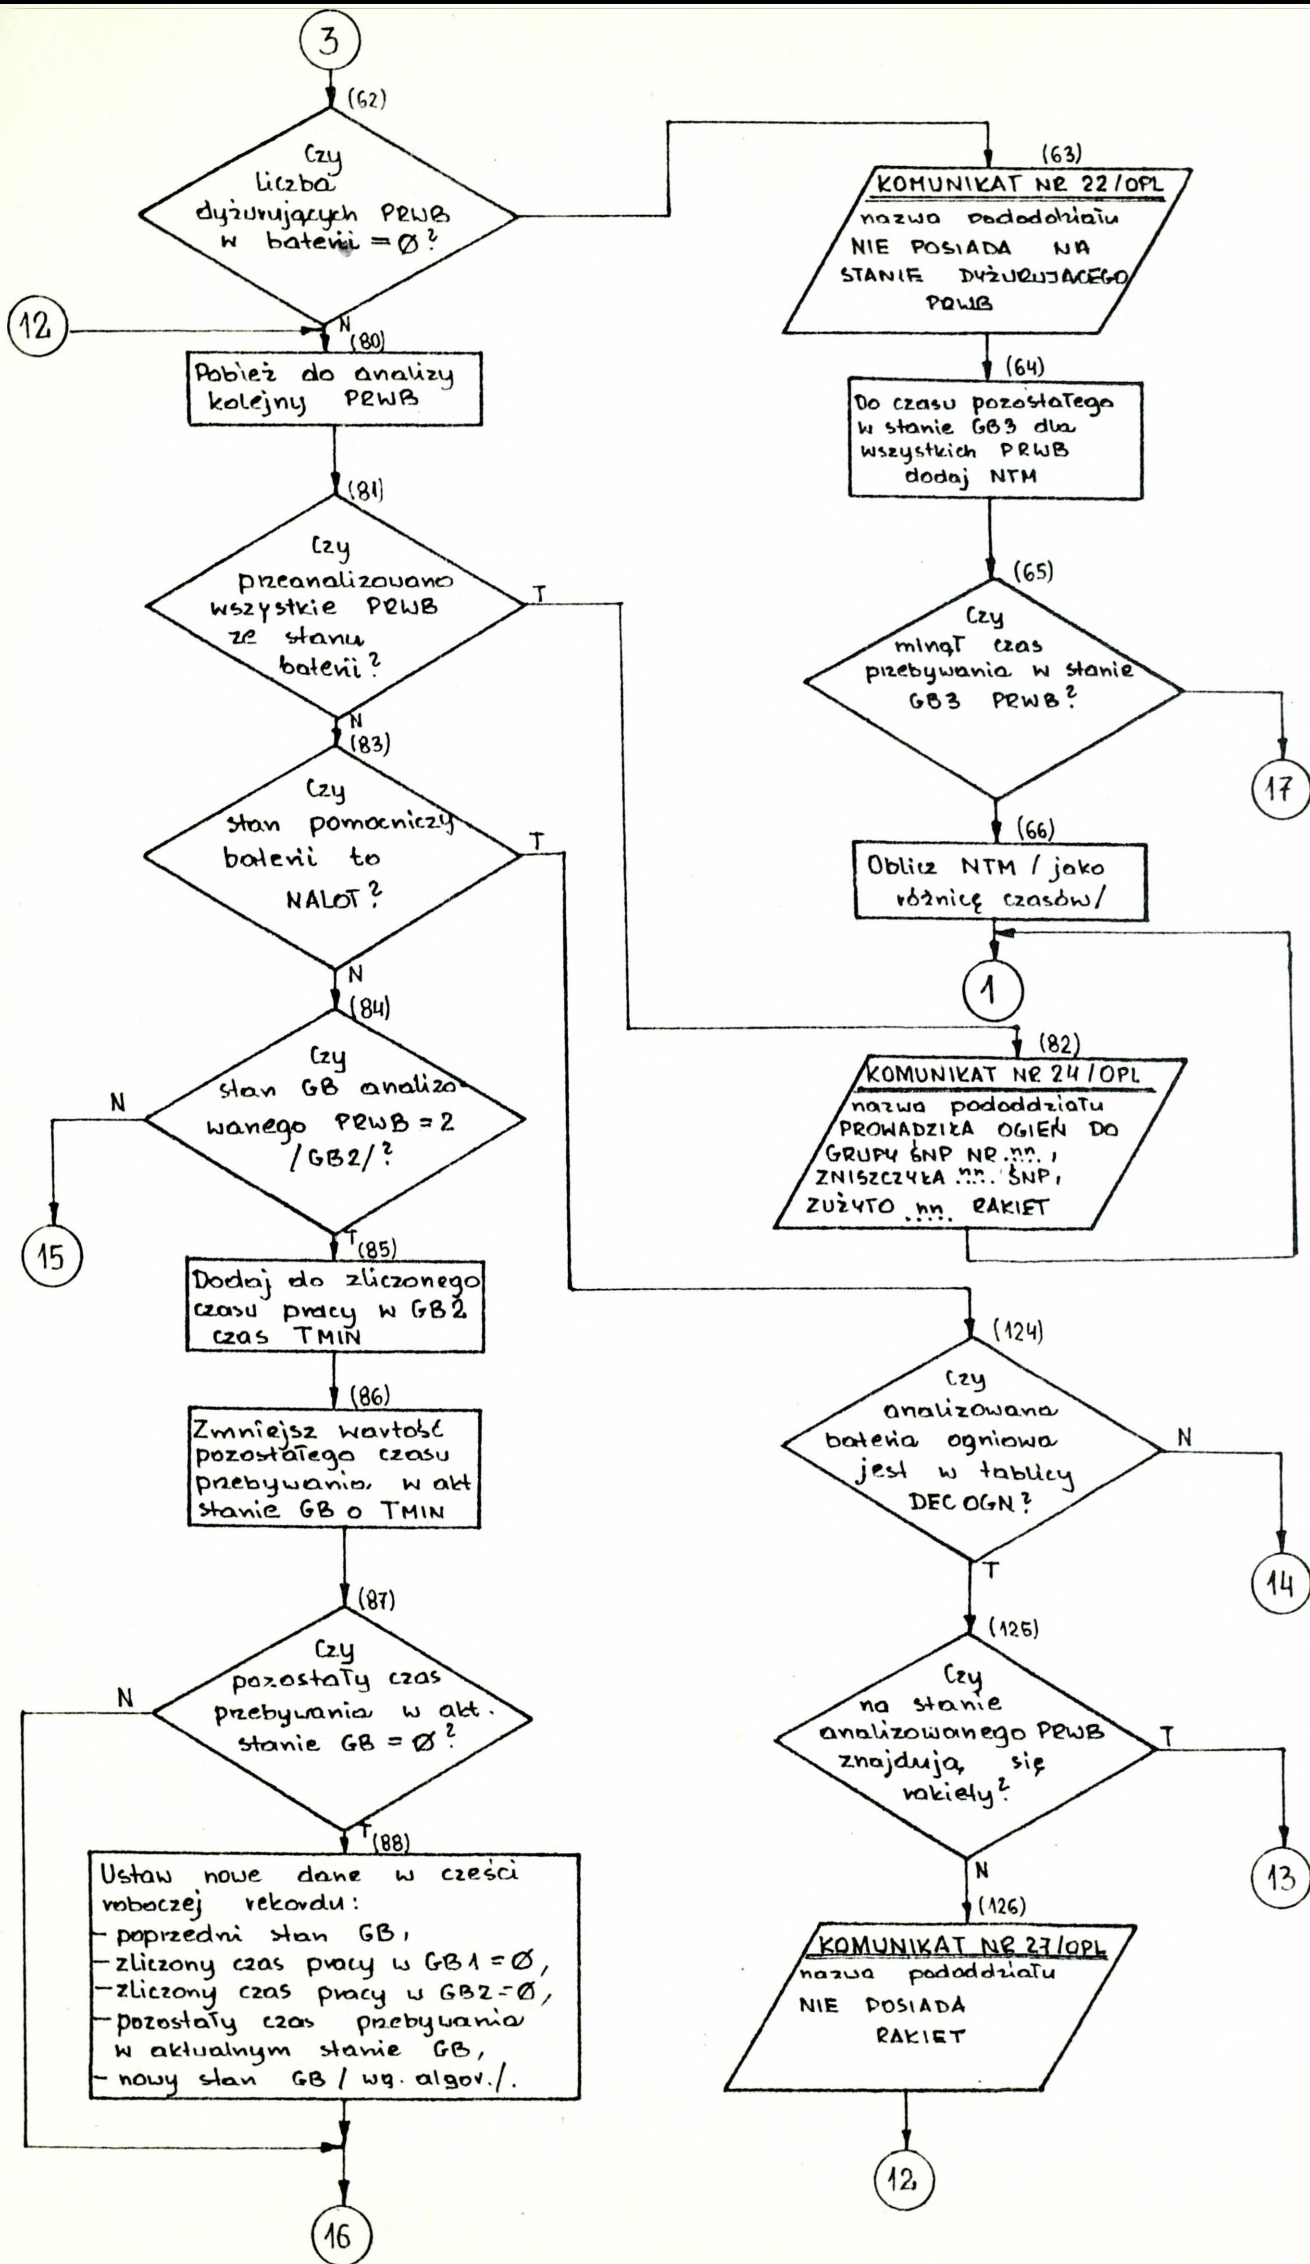 3
(62)
Czy
liczba
dyżurujących PRWB
w baterii = Ø?
12
N
(80)
Pobież do analizy
kolejny PRWB
(81)
Czy
przeanalizowano
wszystkie PRWB
ze stanu
baterii?
T
N
(83)
Czy
stan pomocniczy
baterii to
NALOT?
T
N
(84)
Czy
stan GB analizo-
wanego PRWB = 2
/GB2/?
N
15
T
(85)
Dodaj do zliczonego
czasu pracy w GB2
czas TMIN
(86)
Zmniejsz wartość
pozostałego czasu
przebywania w akt
stanie GB o TMIN
(87)
Czy
pozostały czas
przebywania w akt.
stanie GB = Ø?
N
T
(88)
Ustaw nowe dane w cześci
roboczej rekordu:
- poprzedni stan GB,
- zliczony czas pracy w GB1 = Ø,
- zliczony czas pracy w GB2 = Ø,
- pozostały czas przebywania
w aktualnym stanie GB,
- nowy stan GB / wg. algor./.
16
(63)
KOMUNIKAT NR 22/OPL
nazwa pododdziału
NIE POSIADA NA
STANIE DYŻURUJACEGO
PRWB
(64)
Do czasu pozostałego
w stanie GB3 dla
wszystkich PRWB
dodaj NTM
(65)
Czy
minął czas
przebywania w stanie
GB3 PRWB?
17
(66)
Oblicz NTM / jako
różnicę czasów/
1
(82)
KOMUNIKAT NR 24/OPL
nazwa pododdziału
PROWADZIŁA OGIEŃ DO
GRUPY ŚNP NR .nn.,
ZNISZCZYŁA .nn. ŚNP,
ZUŻYTO .nn. RAKIET
(124)
Czy
analizowana
bateria ogniowa
jest w tablicy
DEC OGN?
N
14
T
(125)
Czy
na stanie
analizowanego PRWB
znajdują się
rakiety?
T
13
N
(126)
KOMUNIKAT NR 27/OPL
nazwa pododdziału
NIE POSIADA
RAKIET
12